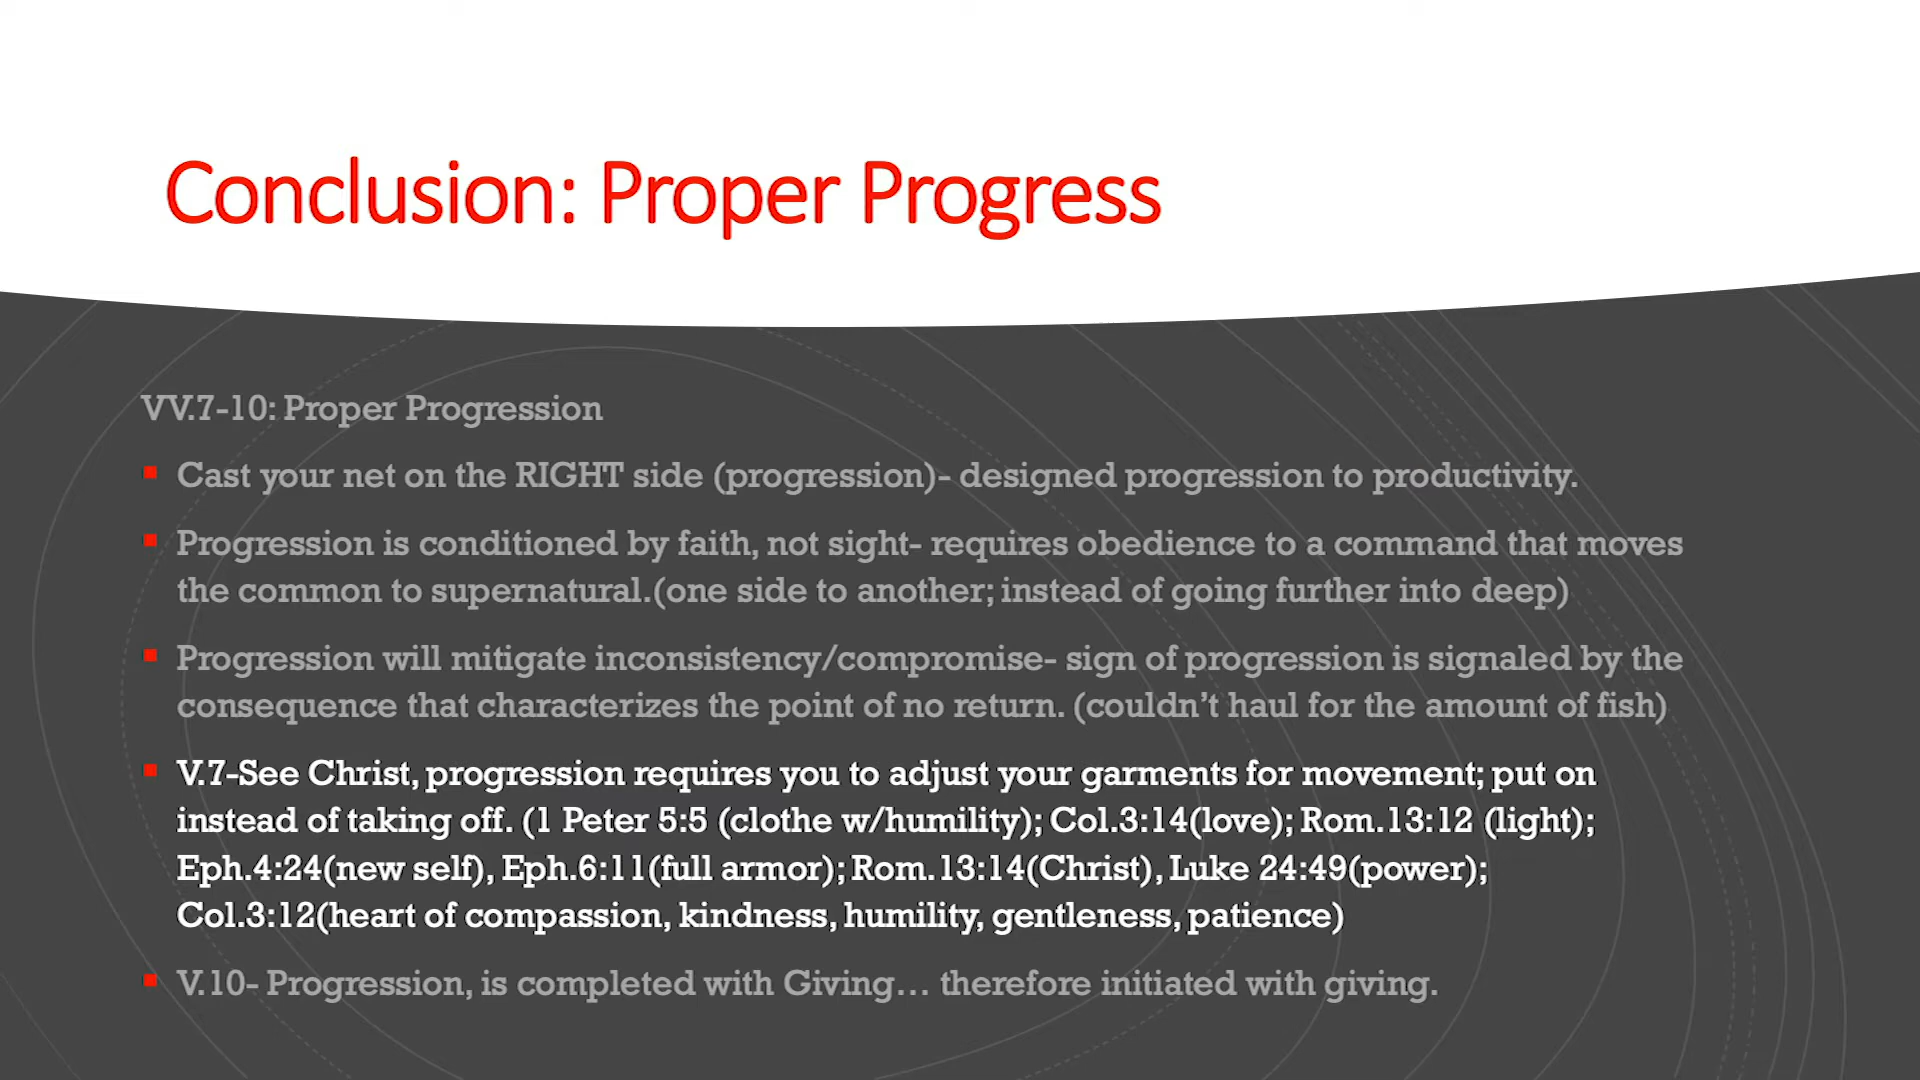 Conclusion: Proper Progress
VV.7-10: Proper Progression
Cast your net on the RIGHT side (progression)- designed progression to productivity.
Progression is conditioned by faith, not sight- requires obedience to a command that moves
the common to supernatural.(one side to another; instead of going further into deep)
Progression will mitigate inconsistency/compromise- sign of progression is signaled by the
consequence that characterizes the point of no return. (couldn’t haul for the amount of fish)
V.7-See Christ, progression requires you to adjust your garments for movement; put on
instead of taking off. (1 Peter 5:5 (clothe w/humility); Col.3:14(love); Rom.13:12 (light);
Eph.4:24(new self), Eph.6:11(full armor); Rom.13:14(Christ), Luke 24:49(power);
Col.3:12(heart of compassion, kindness, humility, gentleness, patience)
V.10- Progression, is completed with Giving… therefore initiated with giving.